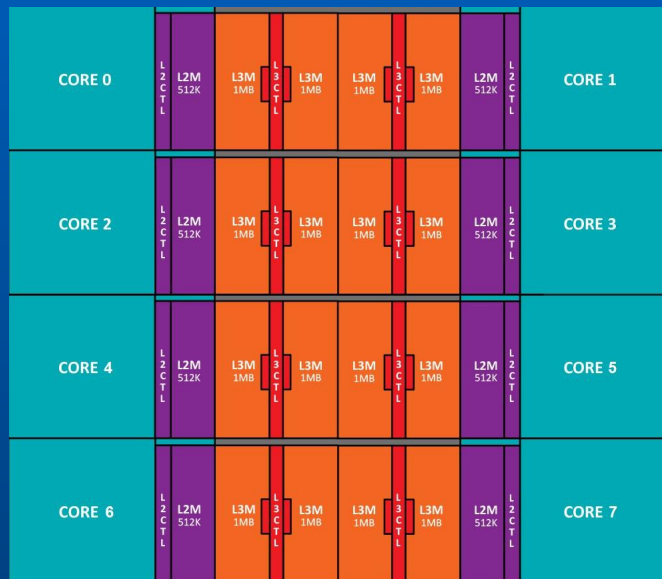 CORE 0
L2CTL
L2M
512K
L3M
1MB
L3CTL
L3M
1MB
L3M
1MB
L3CTL
L3M
1MB
L2M
512K
L2CTL
CORE 1
CORE 2
L2CTL
L2M
512K
L3M
1MB
L3CTL
L3M
1MB
L3M
1MB
L3CTL
L3M
1MB
L2M
512K
L2CTL
CORE 3
CORE 4
L2CTL
L2M
512K
L3M
1MB
L3CTL
L3M
1MB
L3M
1MB
L3CTL
L3M
1MB
L2M
512K
L2CTL
CORE 5
CORE 6
L2CTL
L2M
512K
L3M
1MB
L3CTL
L3M
1MB
L3M
1MB
L3CTL
L3M
1MB
L2M
512K
L2CTL
CORE 7